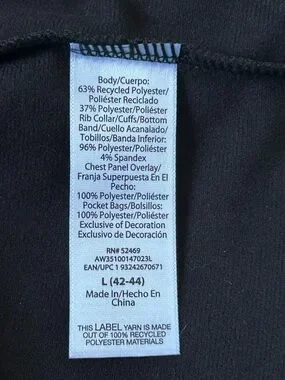 Body/Cuerpo:
63% Recycled Polyester/
Poliéster Reciclado
37% Polyester/Poliéster
Rib Collar/Cuffs/Bottom
Band/Cuello Acanalado/
Tobillos/Banda Inferior:
96% Polyester/Poliéster
4% Spandex
Chest Panel Overlay/
Franja Superpuesta En El
Pecho:
100% Polyester/Poliéster
Pocket Bags/Bolsillos:
100% Polyester/Poliéster
Exclusive of Decoration
Exclusivo de Decoración
RN# 52469
AW35100147023L
EAN/UPC 1 93242670671
L (42-44)
Made In/Hecho En
China
THIS LABEL YARN IS MADE
OUT OF 100% RECYCLED
POLYESTER MATERIALS